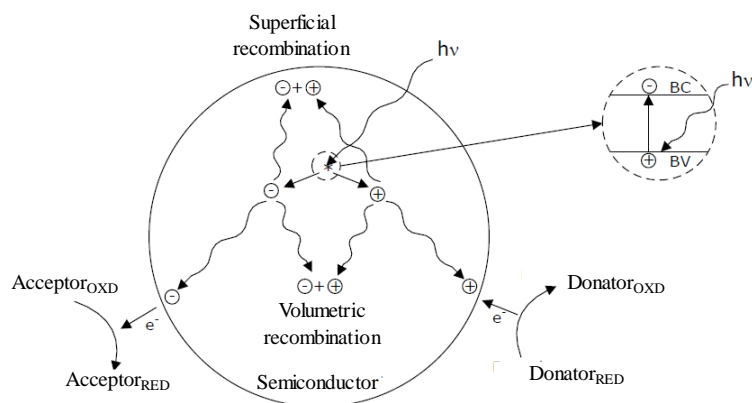 Superficial
recombination
hν
⊖+⊕
⊖ BC
hν
⊕ BV
*
⊖
⊕
Acceptor_OXD
⊖
e⁻
Acceptor_RED
⊖+⊕
Volumetric
recombination
Semiconductor
⊕
e⁻
Donator_OXD
Donator_RED